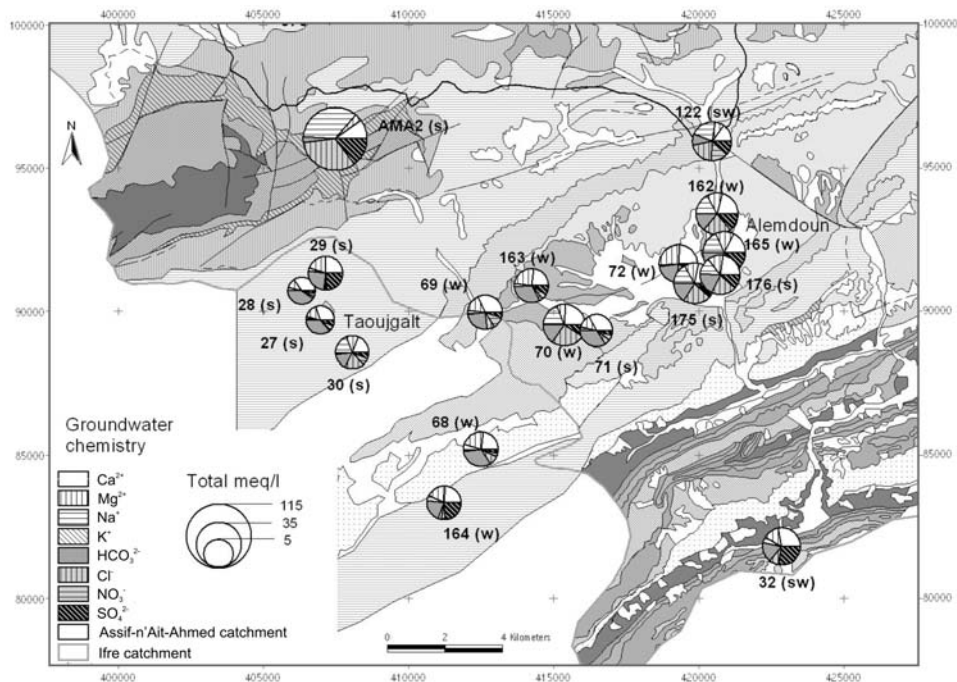 400000 405000 410000 415000 420000 425000
100000 100000
N
AMA2 (s)
122 (sw)
95000 95000
162 (w)
Alemdoun
29 (s)
163 (w)
72 (w)
165 (w)
69 (w)
28 (s)
176 (s)
90000 90000
Taoujgalt
27 (s)
175 (s)
70 (w)
71 (s)
30 (s)
68 (w)
Groundwater
chemistry
85000 85000
Total meq/l
Ca²⁺
115
Mg²⁺
35
Na⁺
5
K⁺
164 (w)
HCO₃²⁻
Cl⁻
32 (sw)
NO₃⁻
80000 80000
SO₄²⁻
Assif-n'Ait-Ahmed catchment
0 2 4 Kilometers
Ifre catchment
400000 405000 410000 415000 420000 425000